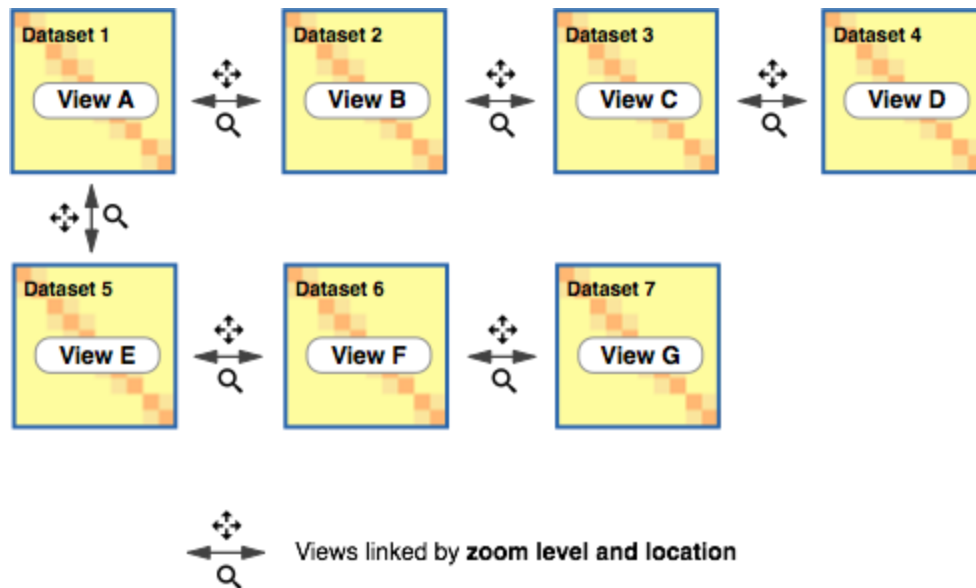 Dataset 1
Dataset 2
Dataset 3
Dataset 4
View A
View B
View C
View D
Dataset 5
Dataset 6
Dataset 7
View E
View F
View G
Views linked by zoom level and location